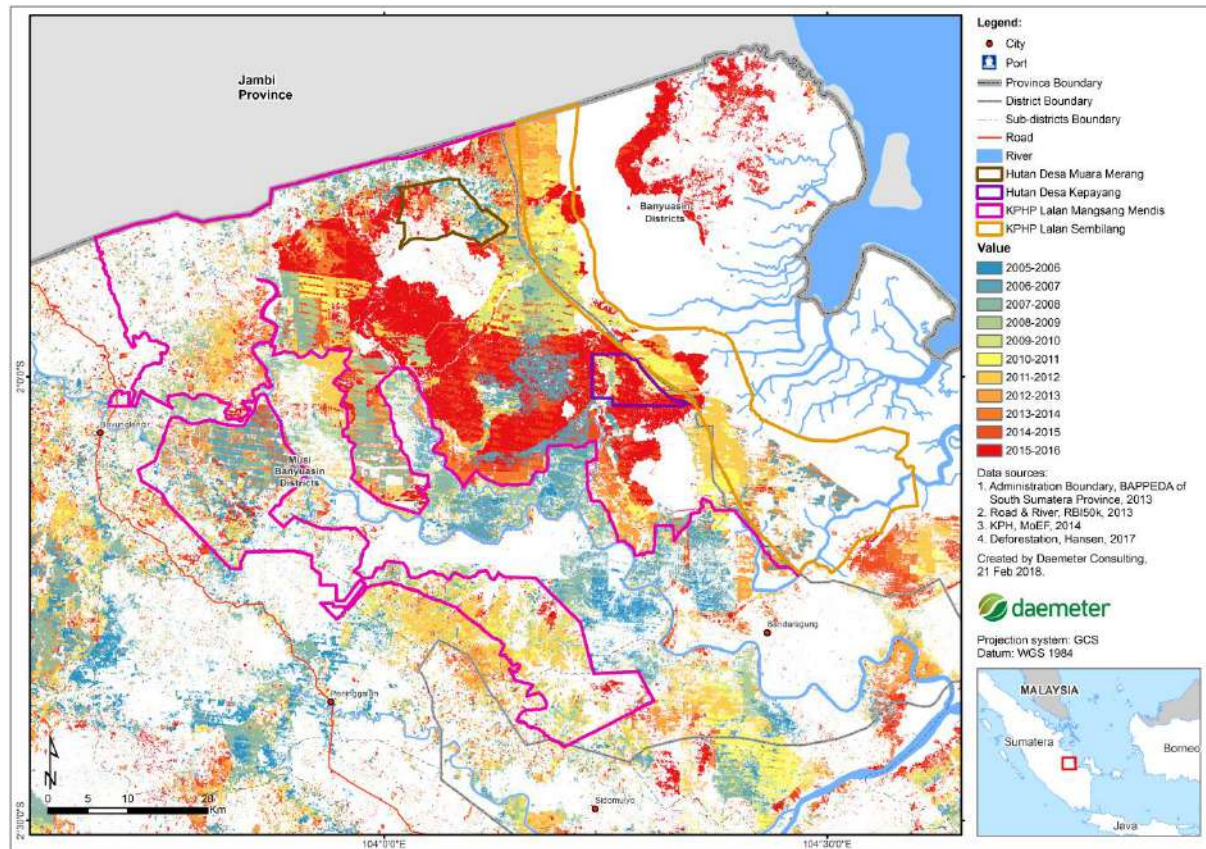 Jambi
Province
Banyuasin
Districts
Musi
Banyuasin
Districts
Bandaragung
Peninggalan
Sidomulyo
N
0 5 10 20
Km
2°0'0"S
2°30'0"S
104°0'0"E
104°30'0"E
Legend:
City
Port
Province Boundary
District Boundary
Sub-districts Boundary
Road
River
Hutan Desa Muara Merang
Hutan Desa Kepayang
KPHP Lalan Mangsang Mendis
KPHP Lalan Sembilang
Value
2005-2006
2006-2007
2007-2008
2008-2009
2009-2010
2010-2011
2011-2012
2012-2013
2013-2014
2014-2015
2015-2016
Data sources:
1. Administration Boundary, BAPPEDA of
South Sumatera Province, 2013
2. Road & River, RBI50k, 2013
3. KPH, MoEF, 2014
4. Deforestation, Hansen, 2017
Created by Daemeter Consulting,
21 Feb 2018.
daemeter
Projection system: GCS
Datum: WGS 1984
MALAYSIA
Sumatera
Borneo
Java